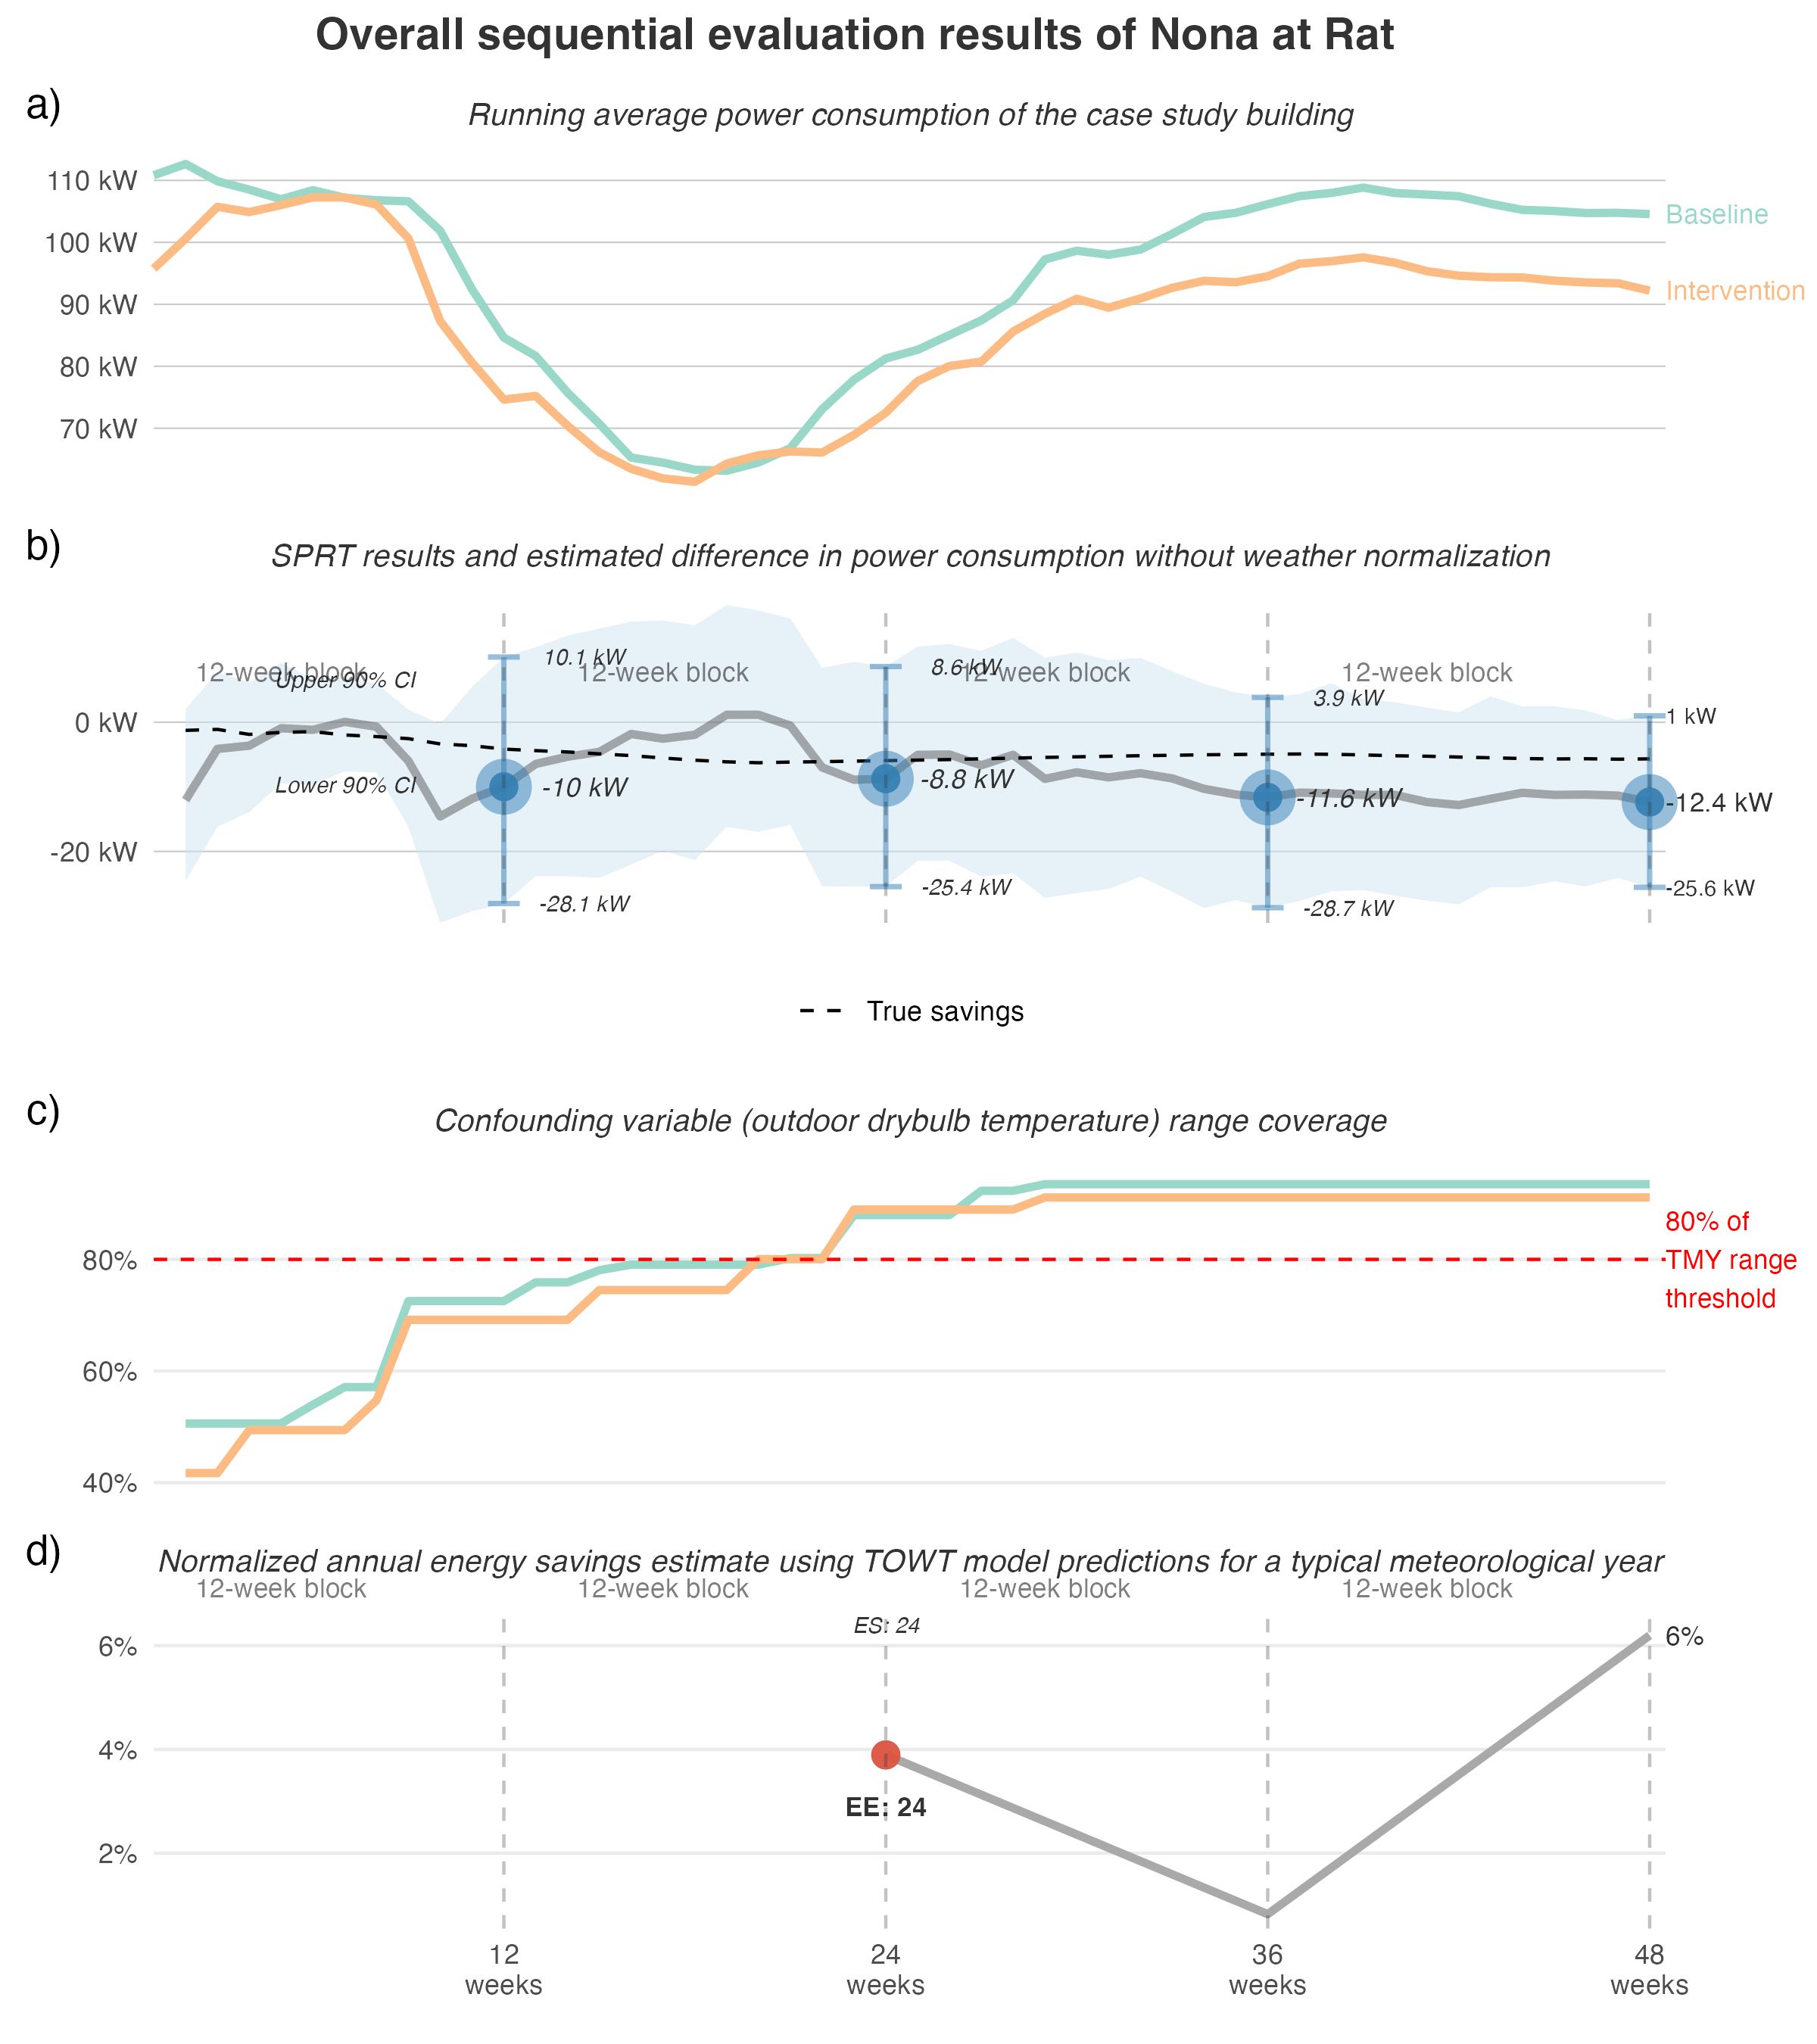 Overall sequential evaluation results of Nona at Rat
a)
Running average power consumption of the case study building
110 kW
100 kW
90 kW
80 kW
70 kW
Baseline
Intervention
b)
SPRT results and estimated difference in power consumption without weather normalization
12-week block
12-week block
12-week block
12-week block
Upper 90% CI
Lower 90% CI
10.1 kW
8.6 kW
3.9 kW
1 kW
0 kW
-20 kW
-10 kW
-8.8 kW
-11.6 kW
-12.4 kW
-28.1 kW
-25.4 kW
-28.7 kW
-25.6 kW
True savings
c)
Confounding variable (outdoor drybulb temperature) range coverage
80%
60%
40%
80% of
TMY range
threshold
d)
Normalized annual energy savings estimate using TOWT model predictions for a typical meteorological year
12-week block
12-week block
12-week block
12-week block
ES: 24
6%
4%
2%
6%
EE: 24
12
weeks
24
weeks
36
weeks
48
weeks